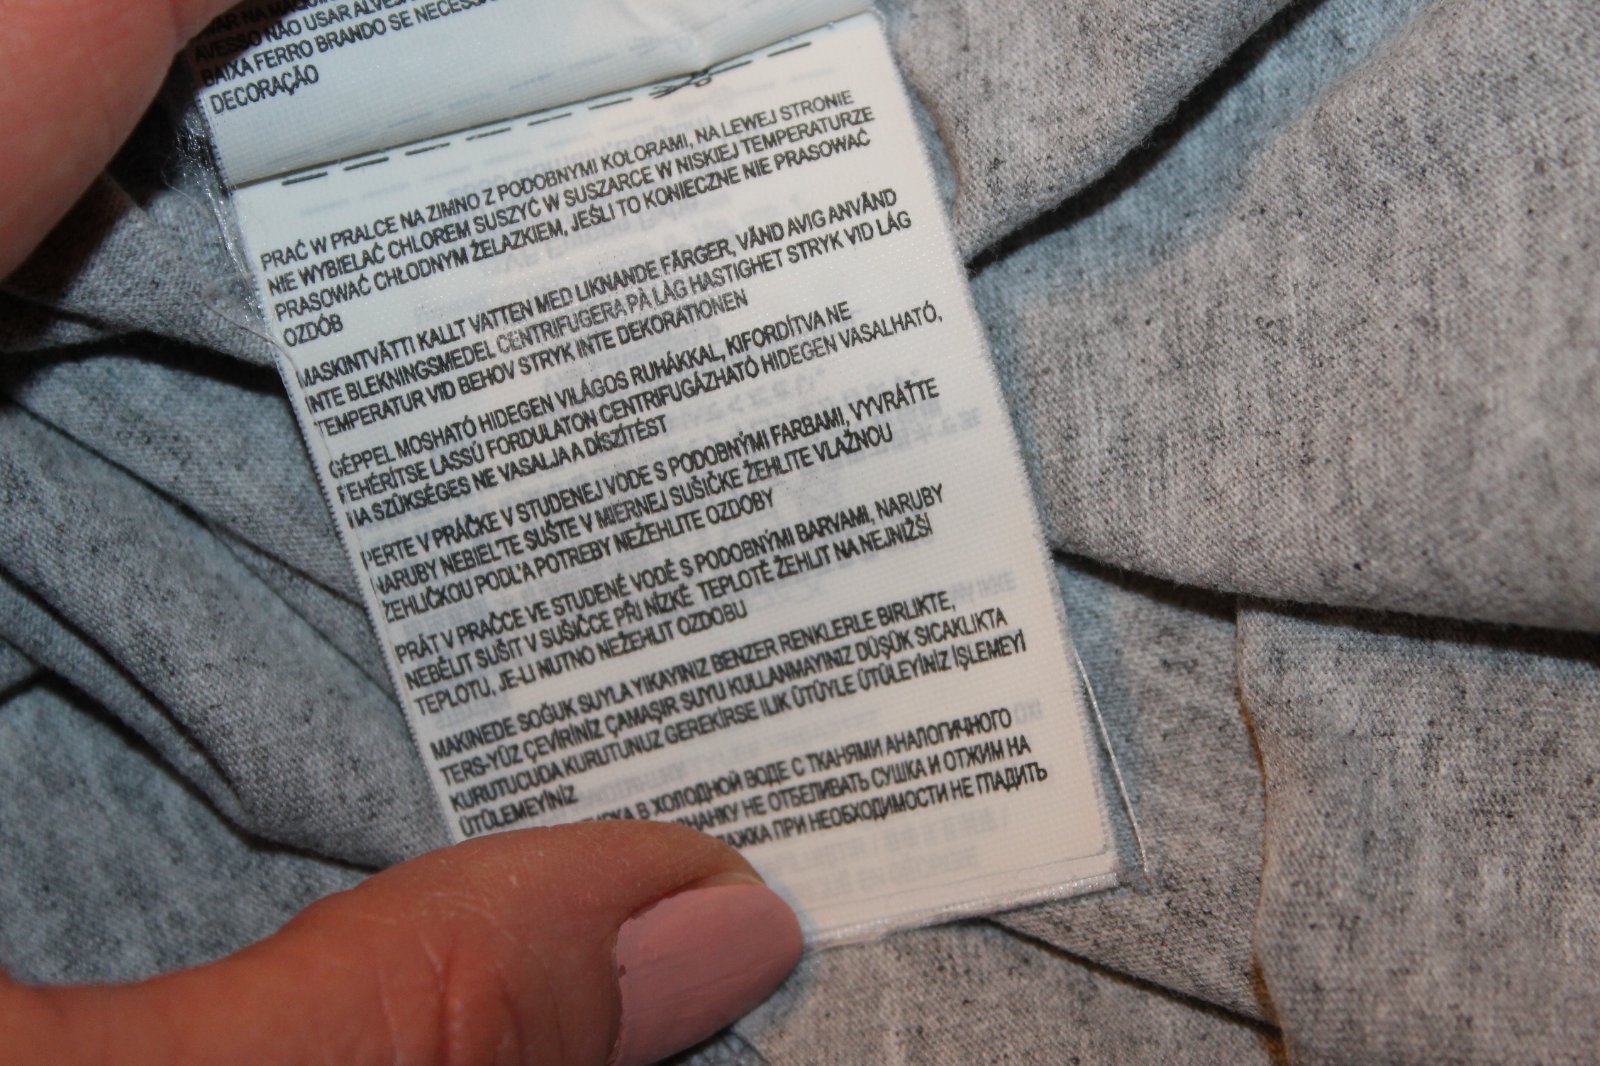 AVESSO NÃO USAR
BAIXA FERRO BRANDO SE
DECORAÇÃO
PRAĆ W PRALCE NA ZIMNO Z PODOBNYMI KOLORAMI, NA LEWEJ STRONIE
NIE WYBIELAĆ CHLOREM SUSZYĆ W SUSZARCE W NISKIEJ TEMPERATURZE
PRASOWAĆ CHŁODNYM ŻELAZKIEM, JEŚLI TO KONIECZNE NIE PRASOWAĆ
OZDÓB
MASKINTVÄTTI KALLT VATTEN MED LIKNANDE FÄRGER, VÄND AVIG ANVÄND
INTE BLEKNINGSMEDEL CENTRIFUGERA PÅ LÅG HASTIGHET STRYK VID LÅG
TEMPERATUR VID BEHOV STRYK INTE DEKORATIONEN
GÉPPEL MOSHATÓ HIDEGEN VILÁGOS RUHÁKKAL, KIFORDÍTVA NE
FEHÉRÍTSE LASSÚ FORDULATON CENTRIFUGÁZHATÓ HIDEGEN VASALHATÓ,
HA SZÜKSÉGES NE VASALJA A DÍSZÍTÉST
PERTE V PRÁČKE V STUDENEJ VODE S PODOBNÝMI FARBAMI, VYVRÁŤTE
NARUBY NEBIEL'TE SUŠTE V MIERNEJ SUŠIČKE ŽEHLITE VLAŽNOU
ŽEHLIČKOU PODL'A POTREBY NEŽEHLITE OZDOBY
PRÁT V PRAČCE VE STUDENÉ VODĚ S PODOBNÝMI BARVAMI, NARUBY
NEBĚLIT SUŠIT V SUŠIČCE PŘI NÍZKÉ TEPLOTĚ ŽEHLIT NA NEJNIŽŠÍ
TEPLOTU, JE-LI NUTNO NEŽEHLIT OZDOBU
MAKINEDE SOĞUK SUYLA YIKAYINIZ BENZER RENKLERLE BIRLIKTE,
TERS-YÜZ ÇEVİRİNİZ ÇAMAŞIR SUYU KULLANMAYINIZ DÜŞÜK SICAKLIKTA
KURUTUCUDA KURUTUNUZ GEREKİRSE ILIK ÜTÜYLE ÜTÜLEYİNİZ İŞLEMEYİ
ÜTÜLEMEYİNİZ
В ХОЛОДНОЙ ВОДЕ С ТКАНЯМИ АНАЛОГИЧНОГО
НЕ ОТБЕЛИВАТЬ СУШКА И ОТЖИМ НА
ПРИ НЕОБХОДИМОСТИ НЕ ГЛАДИТЬ